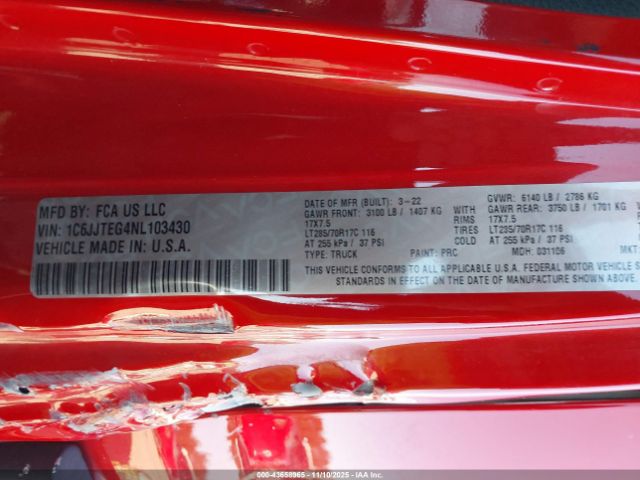 MFD BY: FCA US LLC
VIN: 1C6JJTEG4NL103430
VEHICLE MADE IN: U.S.A.
DATE OF MFR (BUILT): 3-22
GAWR FRONT: 3100 LB / 1407 KG
17X7.5
LT285/70R17C 116
AT 255 kPa / 37 PSI
TYPE: TRUCK
PAINT: PRC
WITH
RIMS
TIRES
COLD
GVWR: 6140 LB / 2786 KG
GAWR REAR: 3750 LB / 1701 KG
17X7.5
LT235/70R17C 116
AT 255 kPa / 37 PSI
MDH: 031106
MKT:
THIS VEHICLE CONFORMS TO ALL APPLICABLE U.S.A. FEDERAL MOTOR VEHICLE
STANDARDS IN EFFECT ON THE DATE OF MANUFACTURE SHOWN ABOVE.
000-43658965 - 11/10/2025 - IAA Corp.